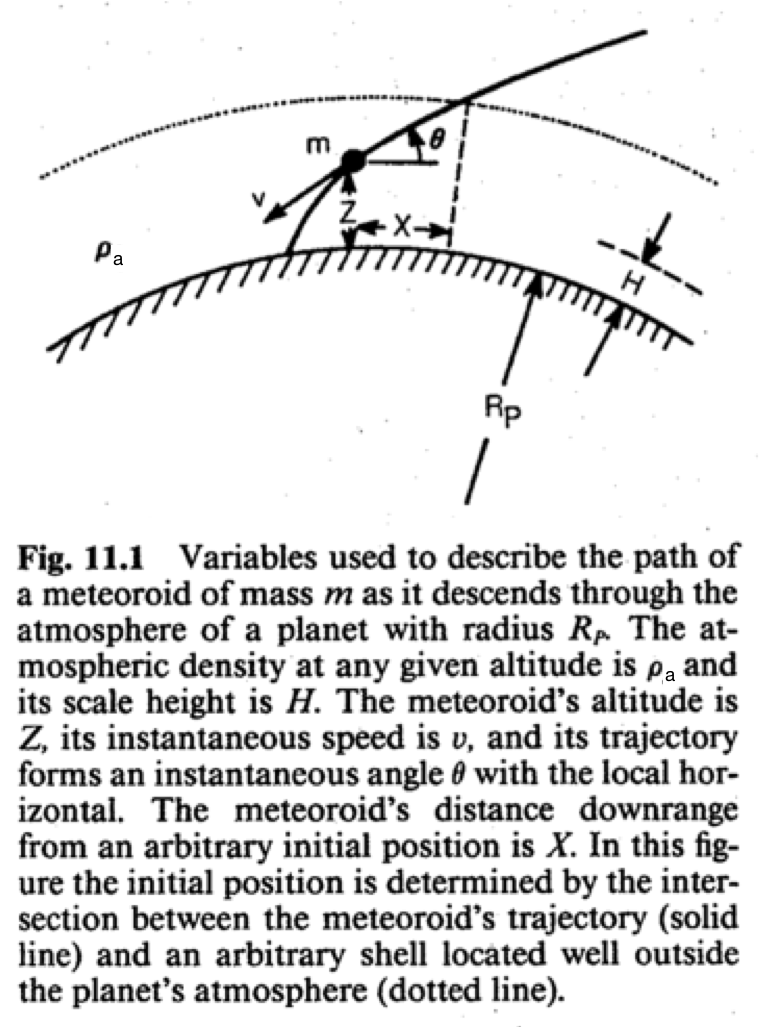 m
θ
v
Z
X
ρa
H
RP
Fig. 11.1 Variables used to describe the path of
a meteoroid of mass m as it descends through the
atmosphere of a planet with radius RP. The at-
mospheric density at any given altitude is ρa and
its scale height is H. The meteoroid's altitude is
Z, its instantaneous speed is v, and its trajectory
forms an instantaneous angle θ with the local hor-
izontal. The meteoroid's distance downrange
from an arbitrary initial position is X. In this fig-
ure the initial position is determined by the inter-
section between the meteoroid's trajectory (solid
line) and an arbitrary shell located well outside
the planet's atmosphere (dotted line).